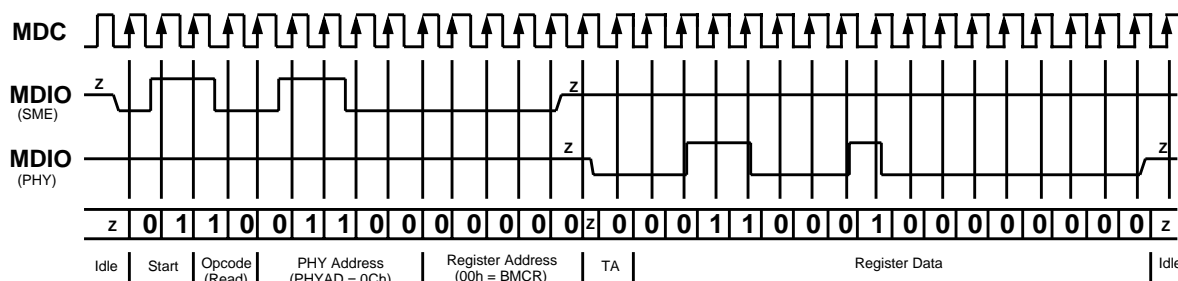 MDC
z
MDIO
(SME)
z
MDIO
(PHY)
z
z
z 0 1 1 0 0 1 1 0 0 0 0 0 0 0 z 0 0 0 1 1 0 0 0 1 0 0 0 0 0 0 0 0 z
Idle Start Opcode PHY Address Register Address TA Register Data Idle
(Read) (PHYAD = 0Ch) (00h = BMCR)